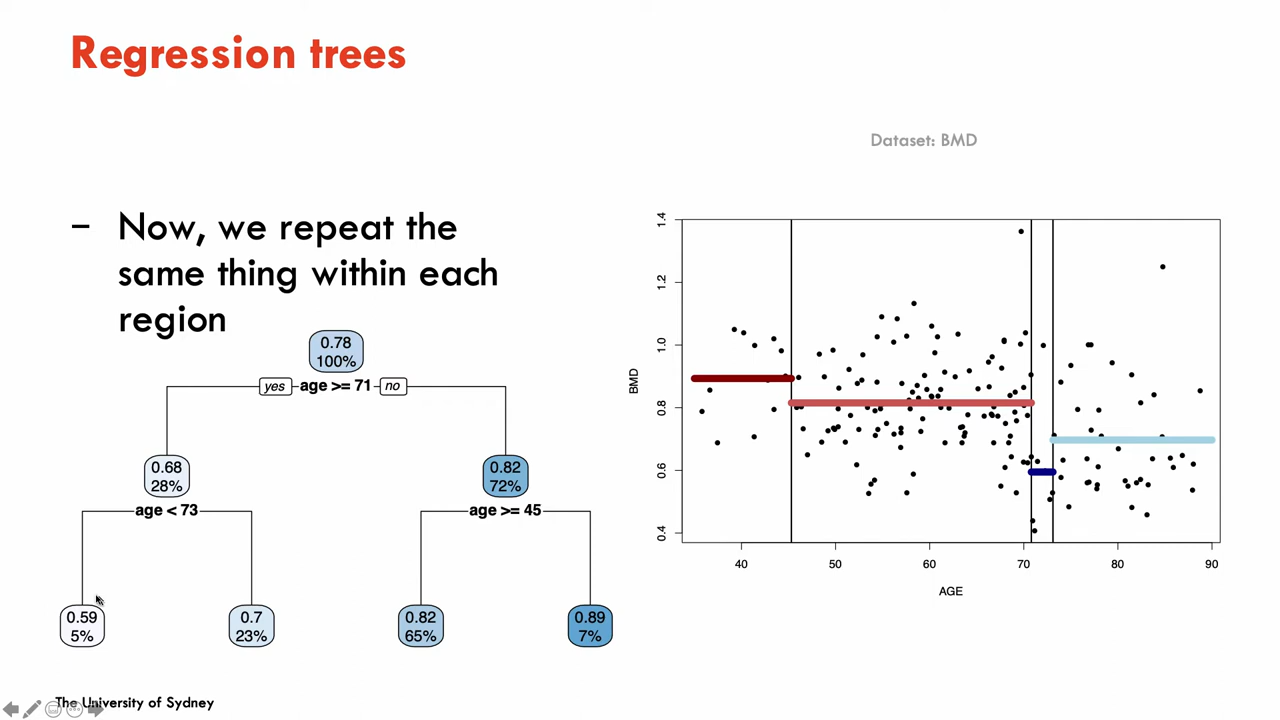 Regression trees
Dataset: BMD
– Now, we repeat the
same thing within each
region
0.78
100%
yes age >= 71 no
0.68
28%
0.82
72%
age < 73
age >= 45
0.59
5%
0.7
23%
0.82
65%
0.89
7%
1.4
1.2
1.0
0.8
0.6
0.4
BMD
40 50 60 70 80 90
AGE
The University of Sydney